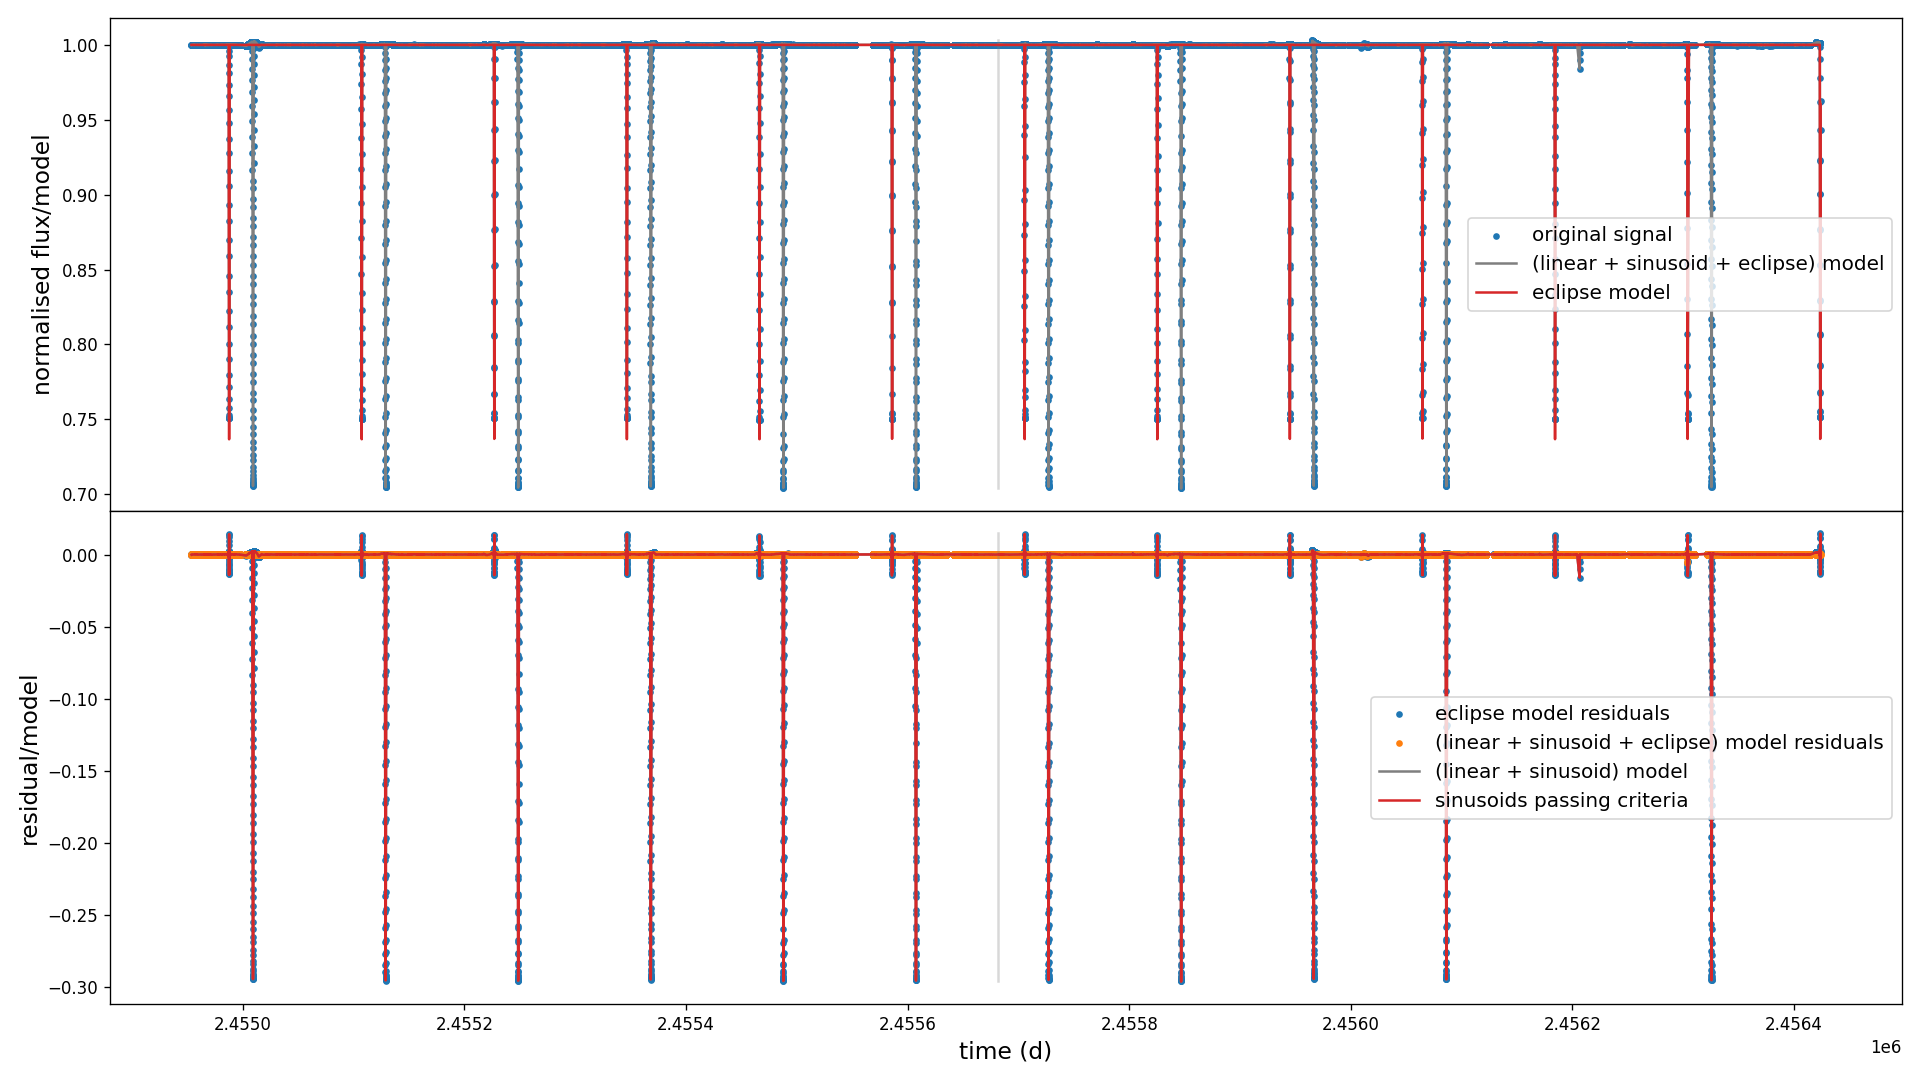 normalised flux/model
1.00
0.95
0.90
0.85
0.80
0.75
0.70
original signal
(linear + sinusoid + eclipse) model
eclipse model
residual/model
0.00
−0.05
−0.10
−0.15
−0.20
−0.25
−0.30
eclipse model residuals
(linear + sinusoid + eclipse) model residuals
(linear + sinusoid) model
sinusoids passing criteria
2.4550 2.4552 2.4554 2.4556 2.4558 2.4560 2.4562 2.4564
time (d)
1e6